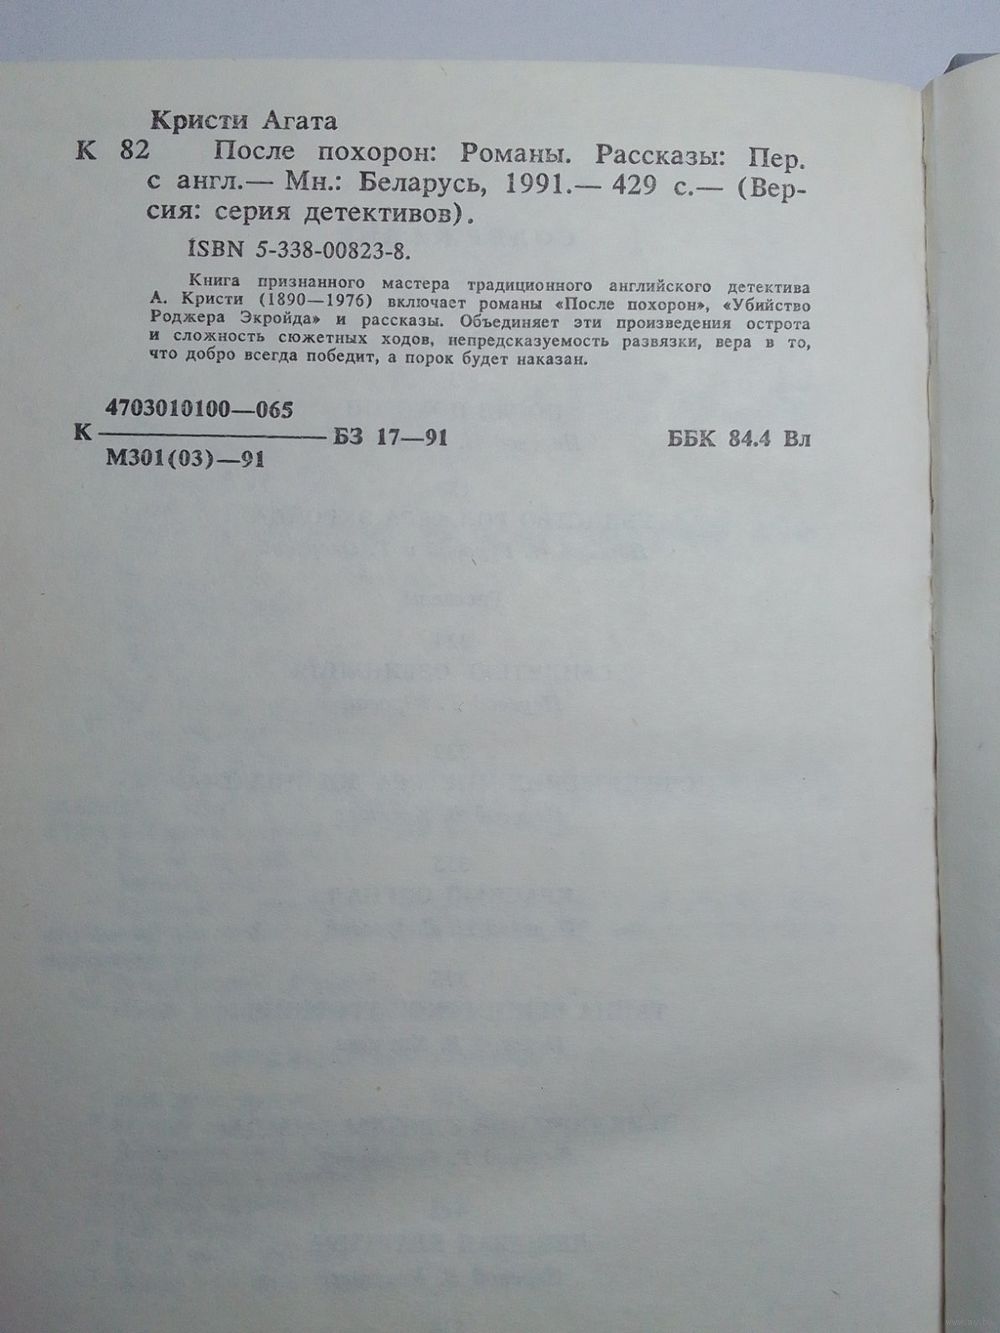 Кристи Агата
К 82 После похорон: Романы. Рассказы: Пер.
с англ.— Мн.: Беларусь, 1991.— 429 с.— (Вер-
сия: серия детективов).
ISBN 5-338-00823-8.
Книга признанного мастера традиционного английского детектива
А. Кристи (1890—1976) включает романы «После похорон», «Убийство
Роджера Экройда» и рассказы. Объединяет эти произведения острота
и сложность сюжетных ходов, непредсказуемость развязки, вера в то,
что добро всегда победит, а порок будет наказан.
4703010100—065
К БЗ 17—91 ББК 84.4 Вл
М301(03)—91